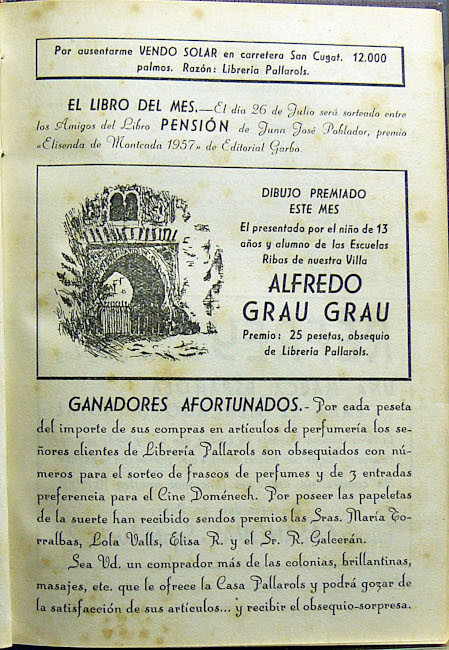 Por ausentarme VENDO SOLAR en carretera San Cugat. 12.000
palmos. Razón: Librería Pallarols.
EL LIBRO DEL MES.—El día 26 de Julio será sorteado entre
los Amigos del Libro PENSIÓN de Juan José Poblador, premio
«Elisenda de Montcada 1957» de Editorial Garbo.
DIBUJO PREMIADO
ESTE MES
El presentado por el niño de 13
años y alumno de las Escuelas
Ribas de nuestra Villa
ALFREDO
GRAU GRAU
Premio: 25 pesetas, obsequio
de Librería Pallarols.
GANADORES AFORTUNADOS.- Por cada peseta
del importe de sus compras en artículos de perfumería los se-
ñores clientes de Librería Pallarols son obsequiados con nú-
meros para el sorteo de frascos de perfumes y de 3 entradas
preferencia para el Cine Doménech. Por poseer las papeletas
de la suerte han recibido sendos premios las Sras. María To-
rralbas, Lola Valls, Elisa R. y el Sr. R. Galcerán.
Sea Vd. un comprador más de las colonias, brillantinas,
masajes, etc. que le ofrece la Casa Pallarols y podrá gozar de
la satisfacción de sus artículos... y recibir el obsequio-sorpresa.